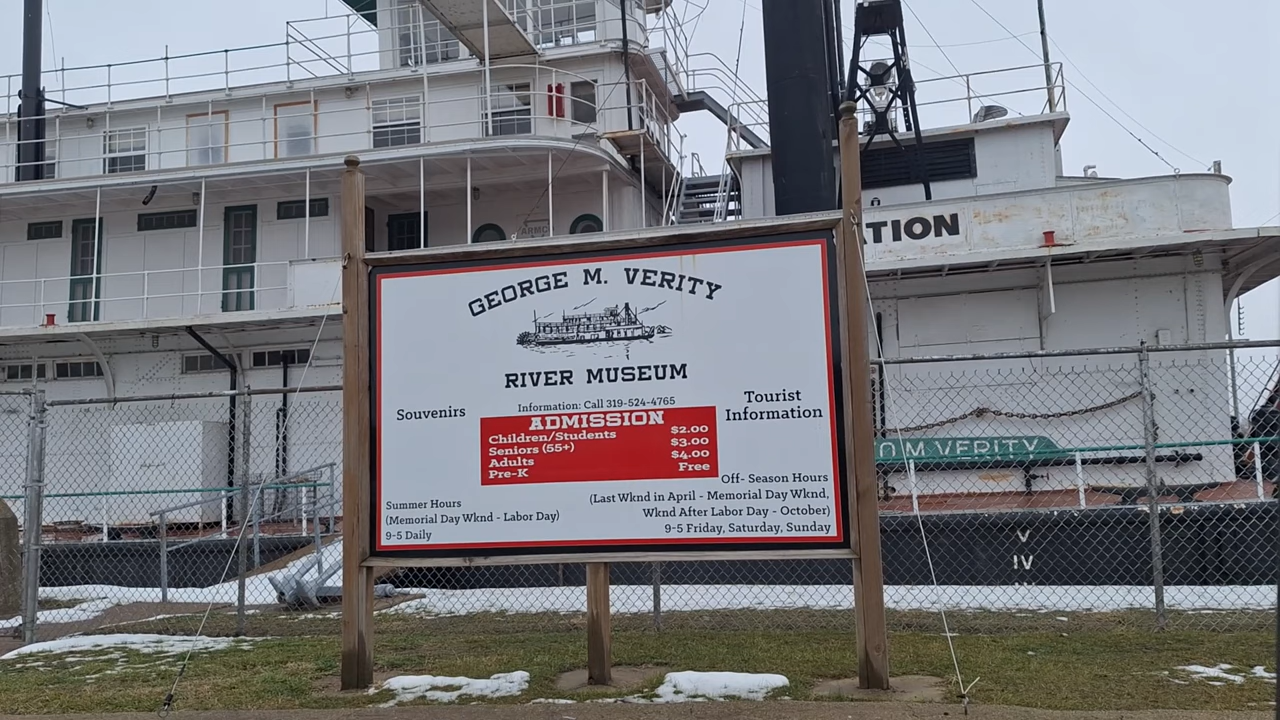 ARMC
TION
GEORGE M. VERITY
RIVER MUSEUM
Information: Call 319-524-4765
Souvenirs
Tourist
Information
ADMISSION
Children/Students $2.00
Seniors (55+) $3.00
Adults $4.00
Pre-K Free
Summer Hours
(Memorial Day Wknd - Labor Day)
9-5 Daily
Off- Season Hours
(Last Wknd in April - Memorial Day Wknd,
Wknd After Labor Day - October)
9-5 Friday, Saturday, Sunday
OM VERITY
V
IV